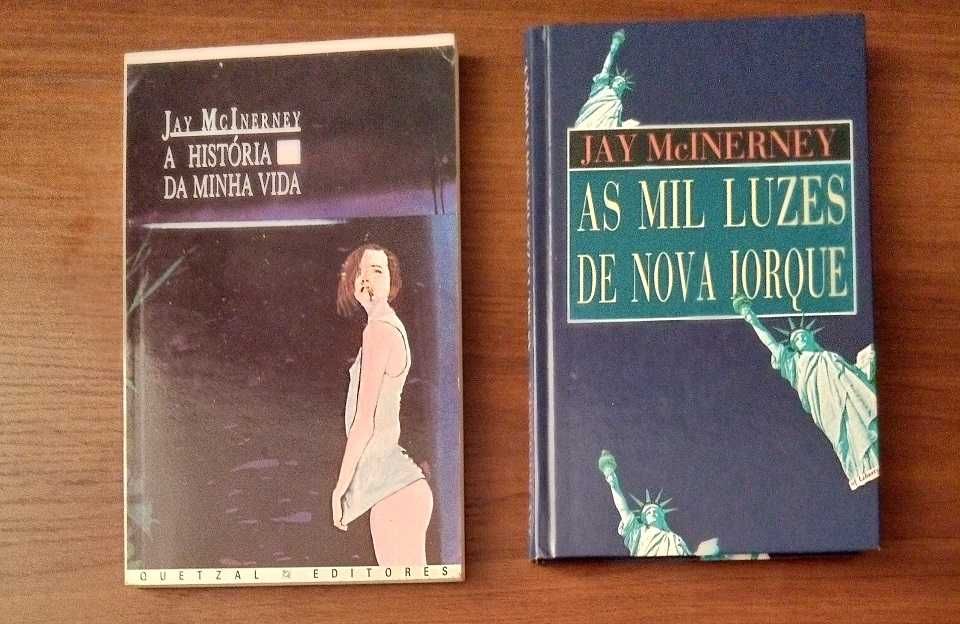 JAY MCINERNEY
A HISTÓRIA
DA MINHA VIDA
QUETZAL EDITORES
JAY McINERNEY
AS MIL LUZES
DE NOVA IORQUE